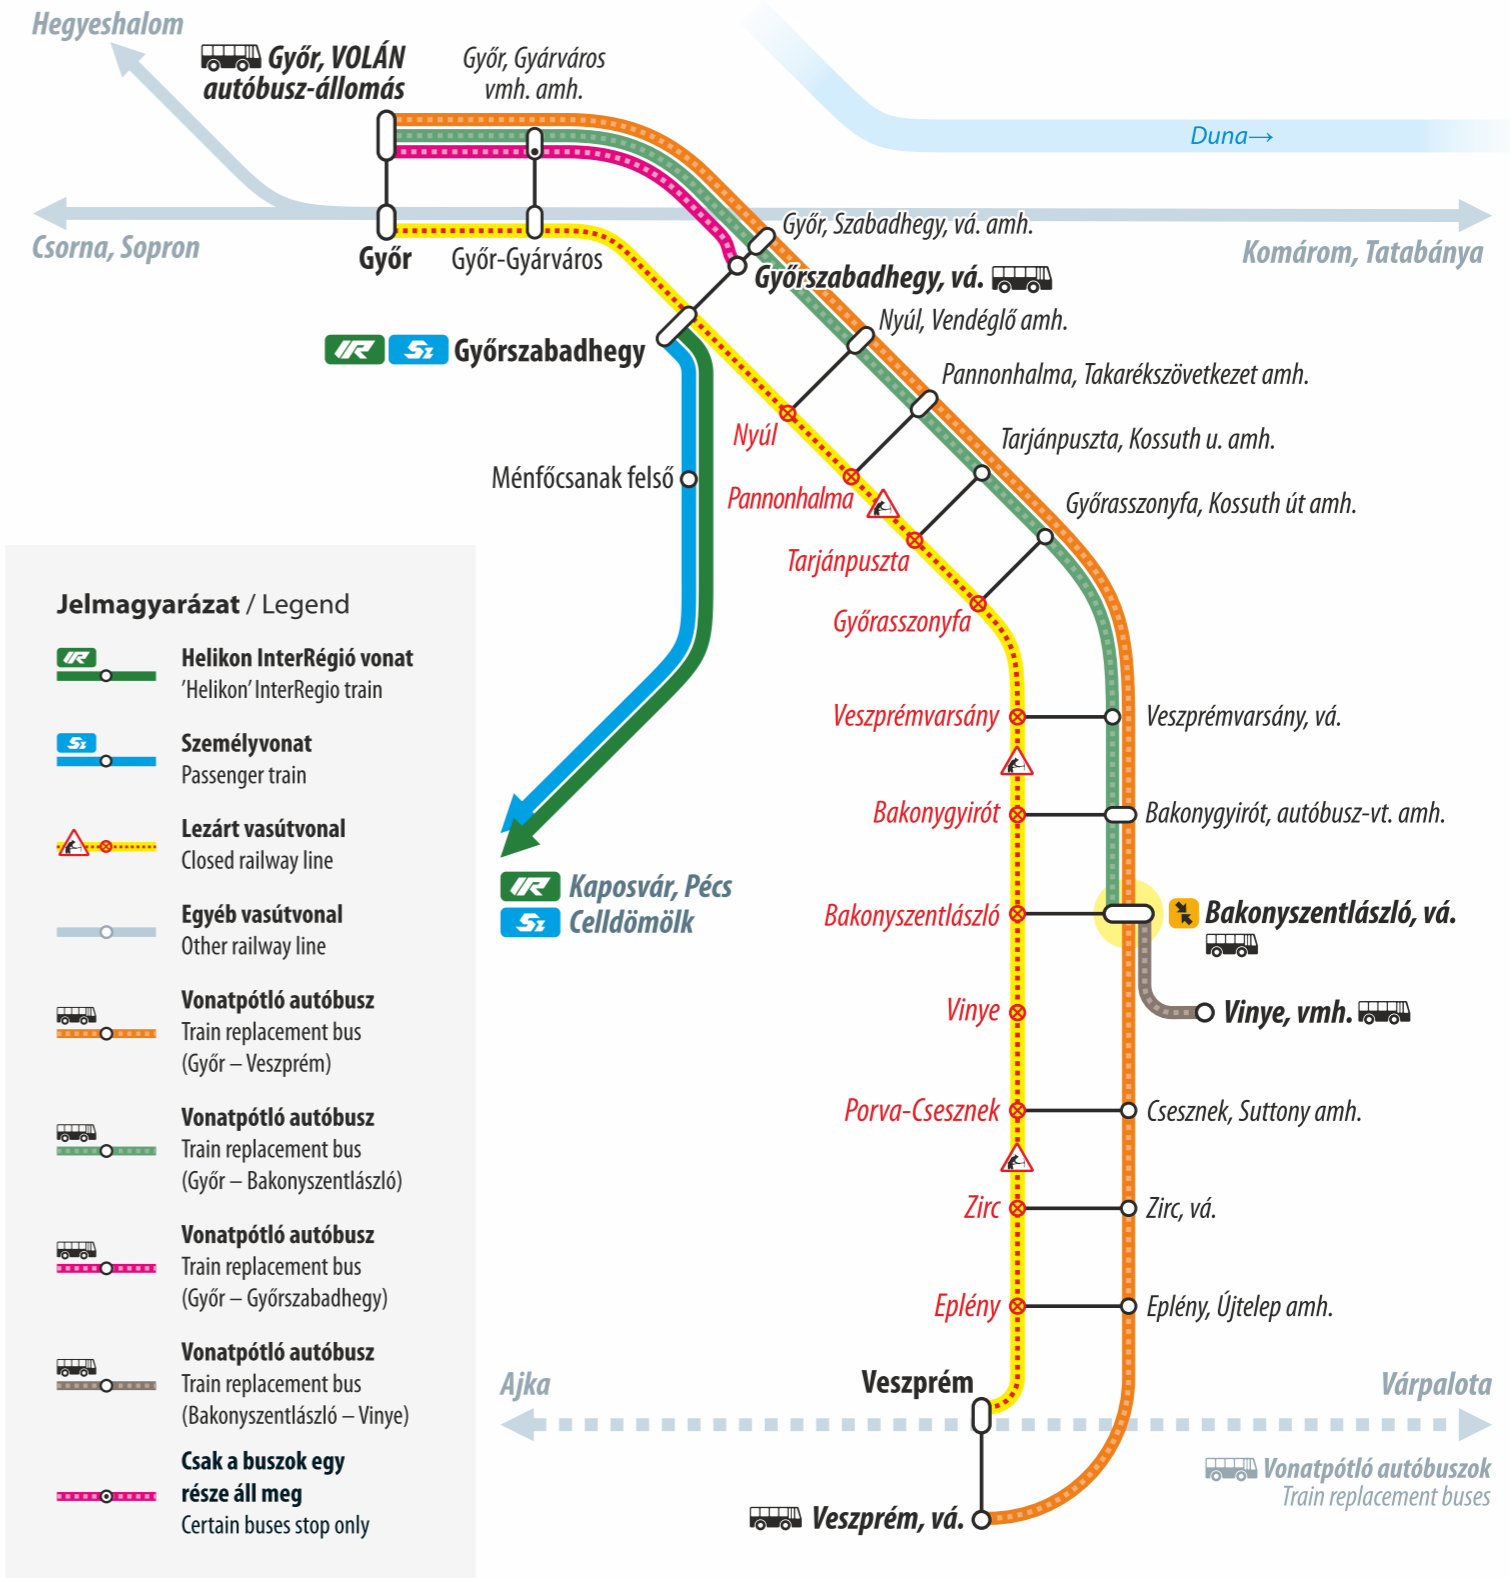 Hegyeshalom
Győr, VOLÁN
autóbusz-állomás
Győr, Gyárváros
vmh. amh.
Duna→
Csorna, Sopron
Győr
Győr-Gyárváros
Győr, Szabadhegy, vá. amh.
Komárom, Tatabánya
Győrszabadhegy, vá.
Nyúl, Vendéglő amh.
IR
Sz
Győrszabadhegy
Pannonhalma, Takarékszövetkezet amh.
Nyúl
Tarjánpuszta, Kossuth u. amh.
Ménfőcsanak felső
Pannonhalma
Győrasszonyfa, Kossuth út amh.
Tarjánpuszta
Győrasszonyfa
Veszprémvarsány
Veszprémvarsány, vá.
Bakonygyirót
Bakonygyirót, autóbusz-vt. amh.
IR Kaposvár, Pécs
Sz Celldömölk
Bakonyszentlászló
Bakonyszentlászló, vá.
Vinye
Vinye, vmh.
Porva-Csesznek
Csesznek, Suttony amh.
Zirc
Zirc, vá.
Eplény
Eplény, Újtelep amh.
Veszprém
Ajka
Várpalota
Vonatpótló autóbuszok
Train replacement buses
Veszprém, vá.
Jelmagyarázat / Legend
IR
Helikon InterRégió vonat
'Helikon' InterRegio train
Sz
Személyvonat
Passenger train
Lezárt vasútvonal
Closed railway line
Egyéb vasútvonal
Other railway line
Vonatpótló autóbusz
Train replacement bus
(Győr – Veszprém)
Vonatpótló autóbusz
Train replacement bus
(Győr – Bakonyszentlászló)
Vonatpótló autóbusz
Train replacement bus
(Győr – Győrszabadhegy)
Vonatpótló autóbusz
Train replacement bus
(Bakonyszentlászló – Vinye)
Csak a buszok egy
része áll meg
Certain buses stop only